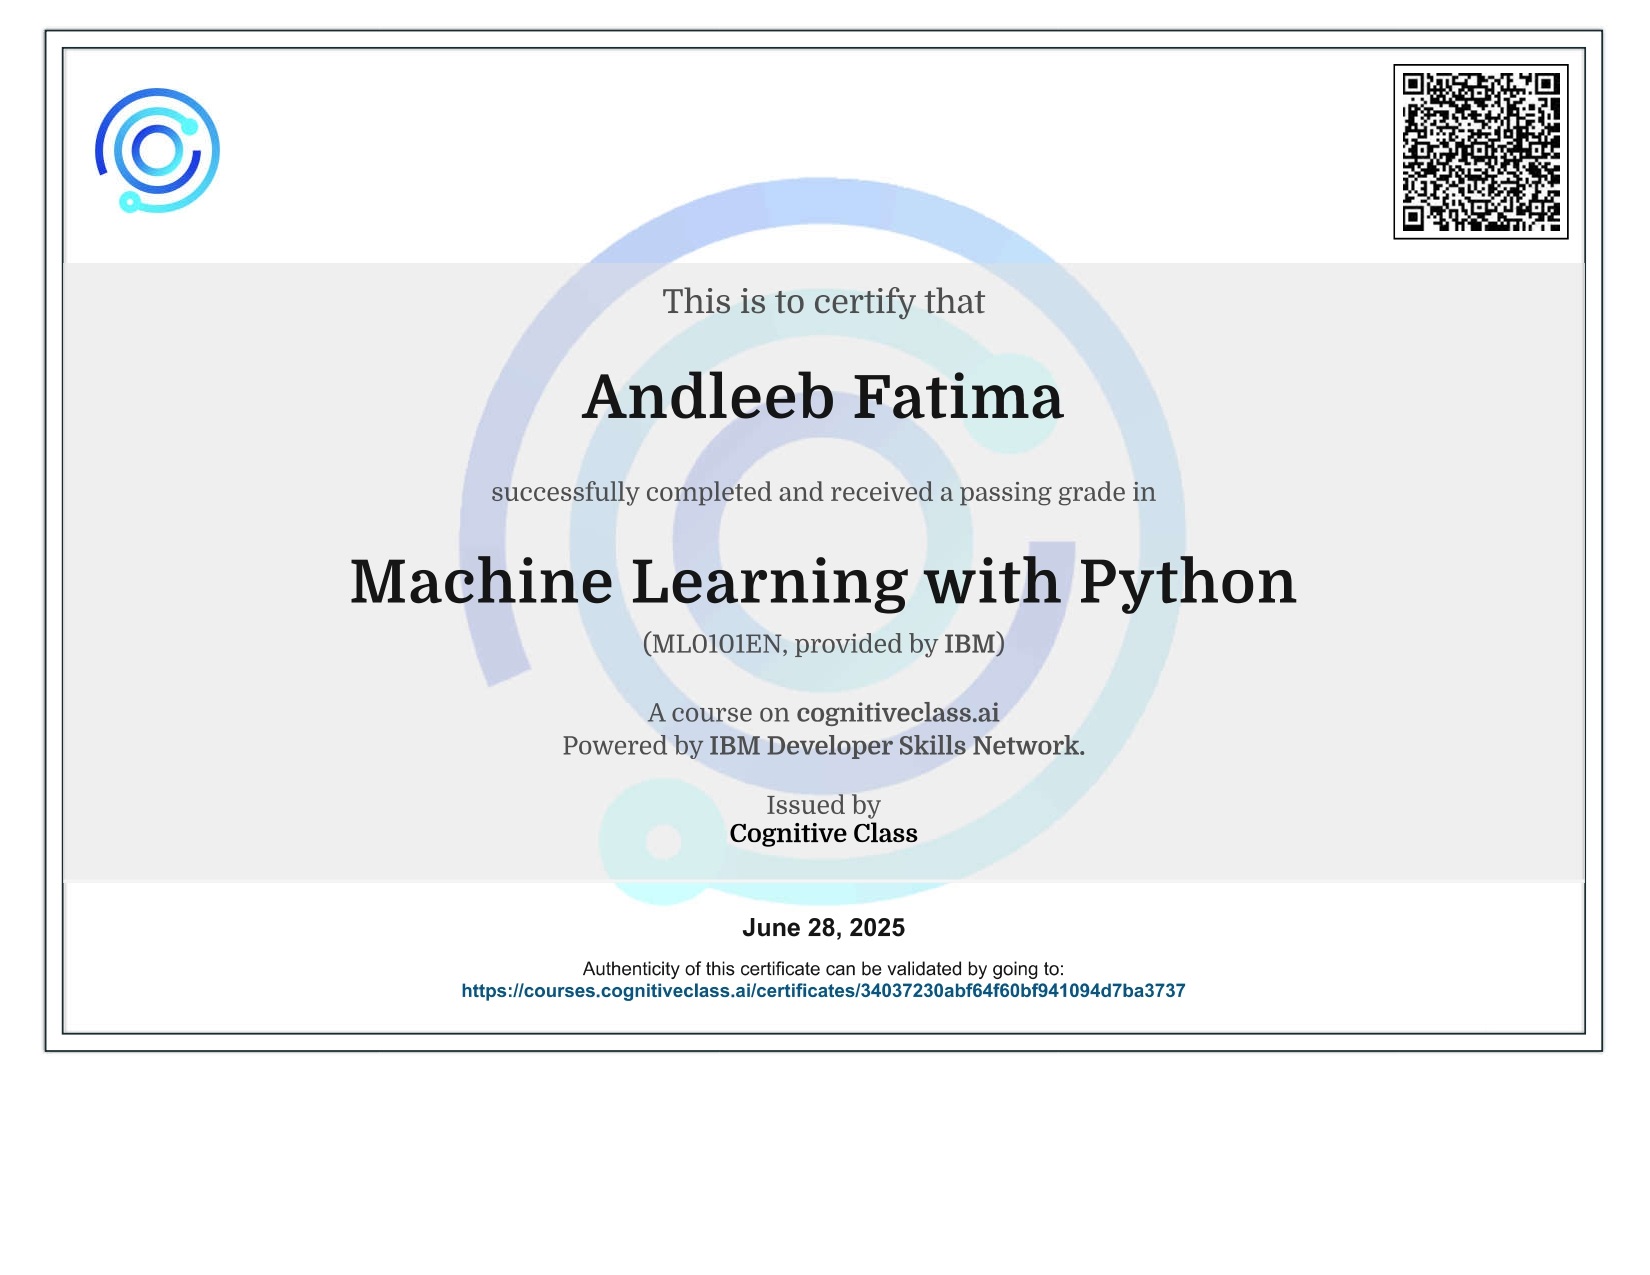 This is to certify that
Andleeb Fatima
successfully completed and received a passing grade in
Machine Learning with Python
(ML0101EN, provided by IBM)
A course on cognitiveclass.ai
Powered by IBM Developer Skills Network.
Issued by
Cognitive Class
June 28, 2025
Authenticity of this certificate can be validated by going to:
https://courses.cognitiveclass.ai/certificates/34037230abf64f60bf941094d7ba3737